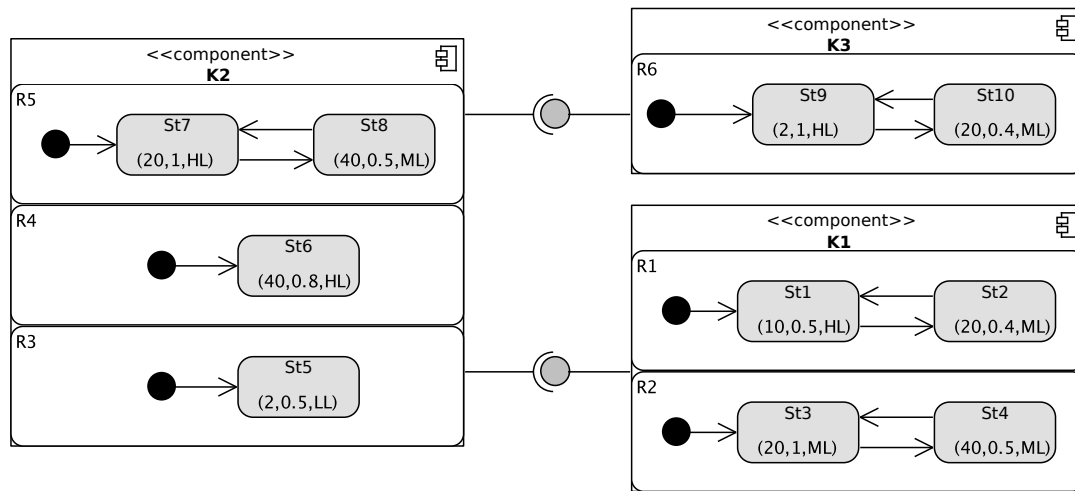 <<component>>
K2
R5
St7
(20,1,HL)
St8
(40,0.5,ML)
R4
St6
(40,0.8,HL)
R3
St5
(2,0.5,LL)
<<component>>
K3
R6
St9
(2,1,HL)
St10
(20,0.4,ML)
<<component>>
K1
R1
St1
(10,0.5,HL)
St2
(20,0.4,ML)
R2
St3
(20,1,ML)
St4
(40,0.5,ML)